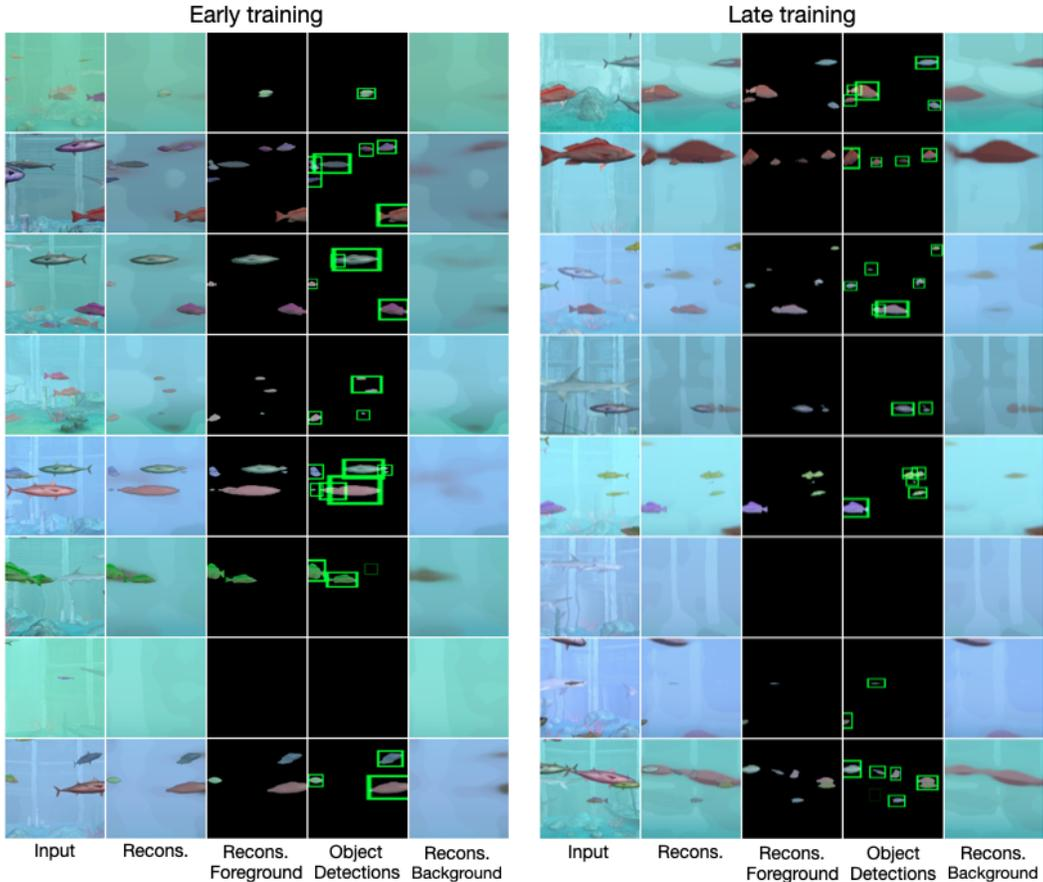 Early training
Late training
Input
Recons.
Recons.
Foreground
Object
Detections
Recons.
Background
Input
Recons.
Recons.
Foreground
Object
Detections
Recons.
Background